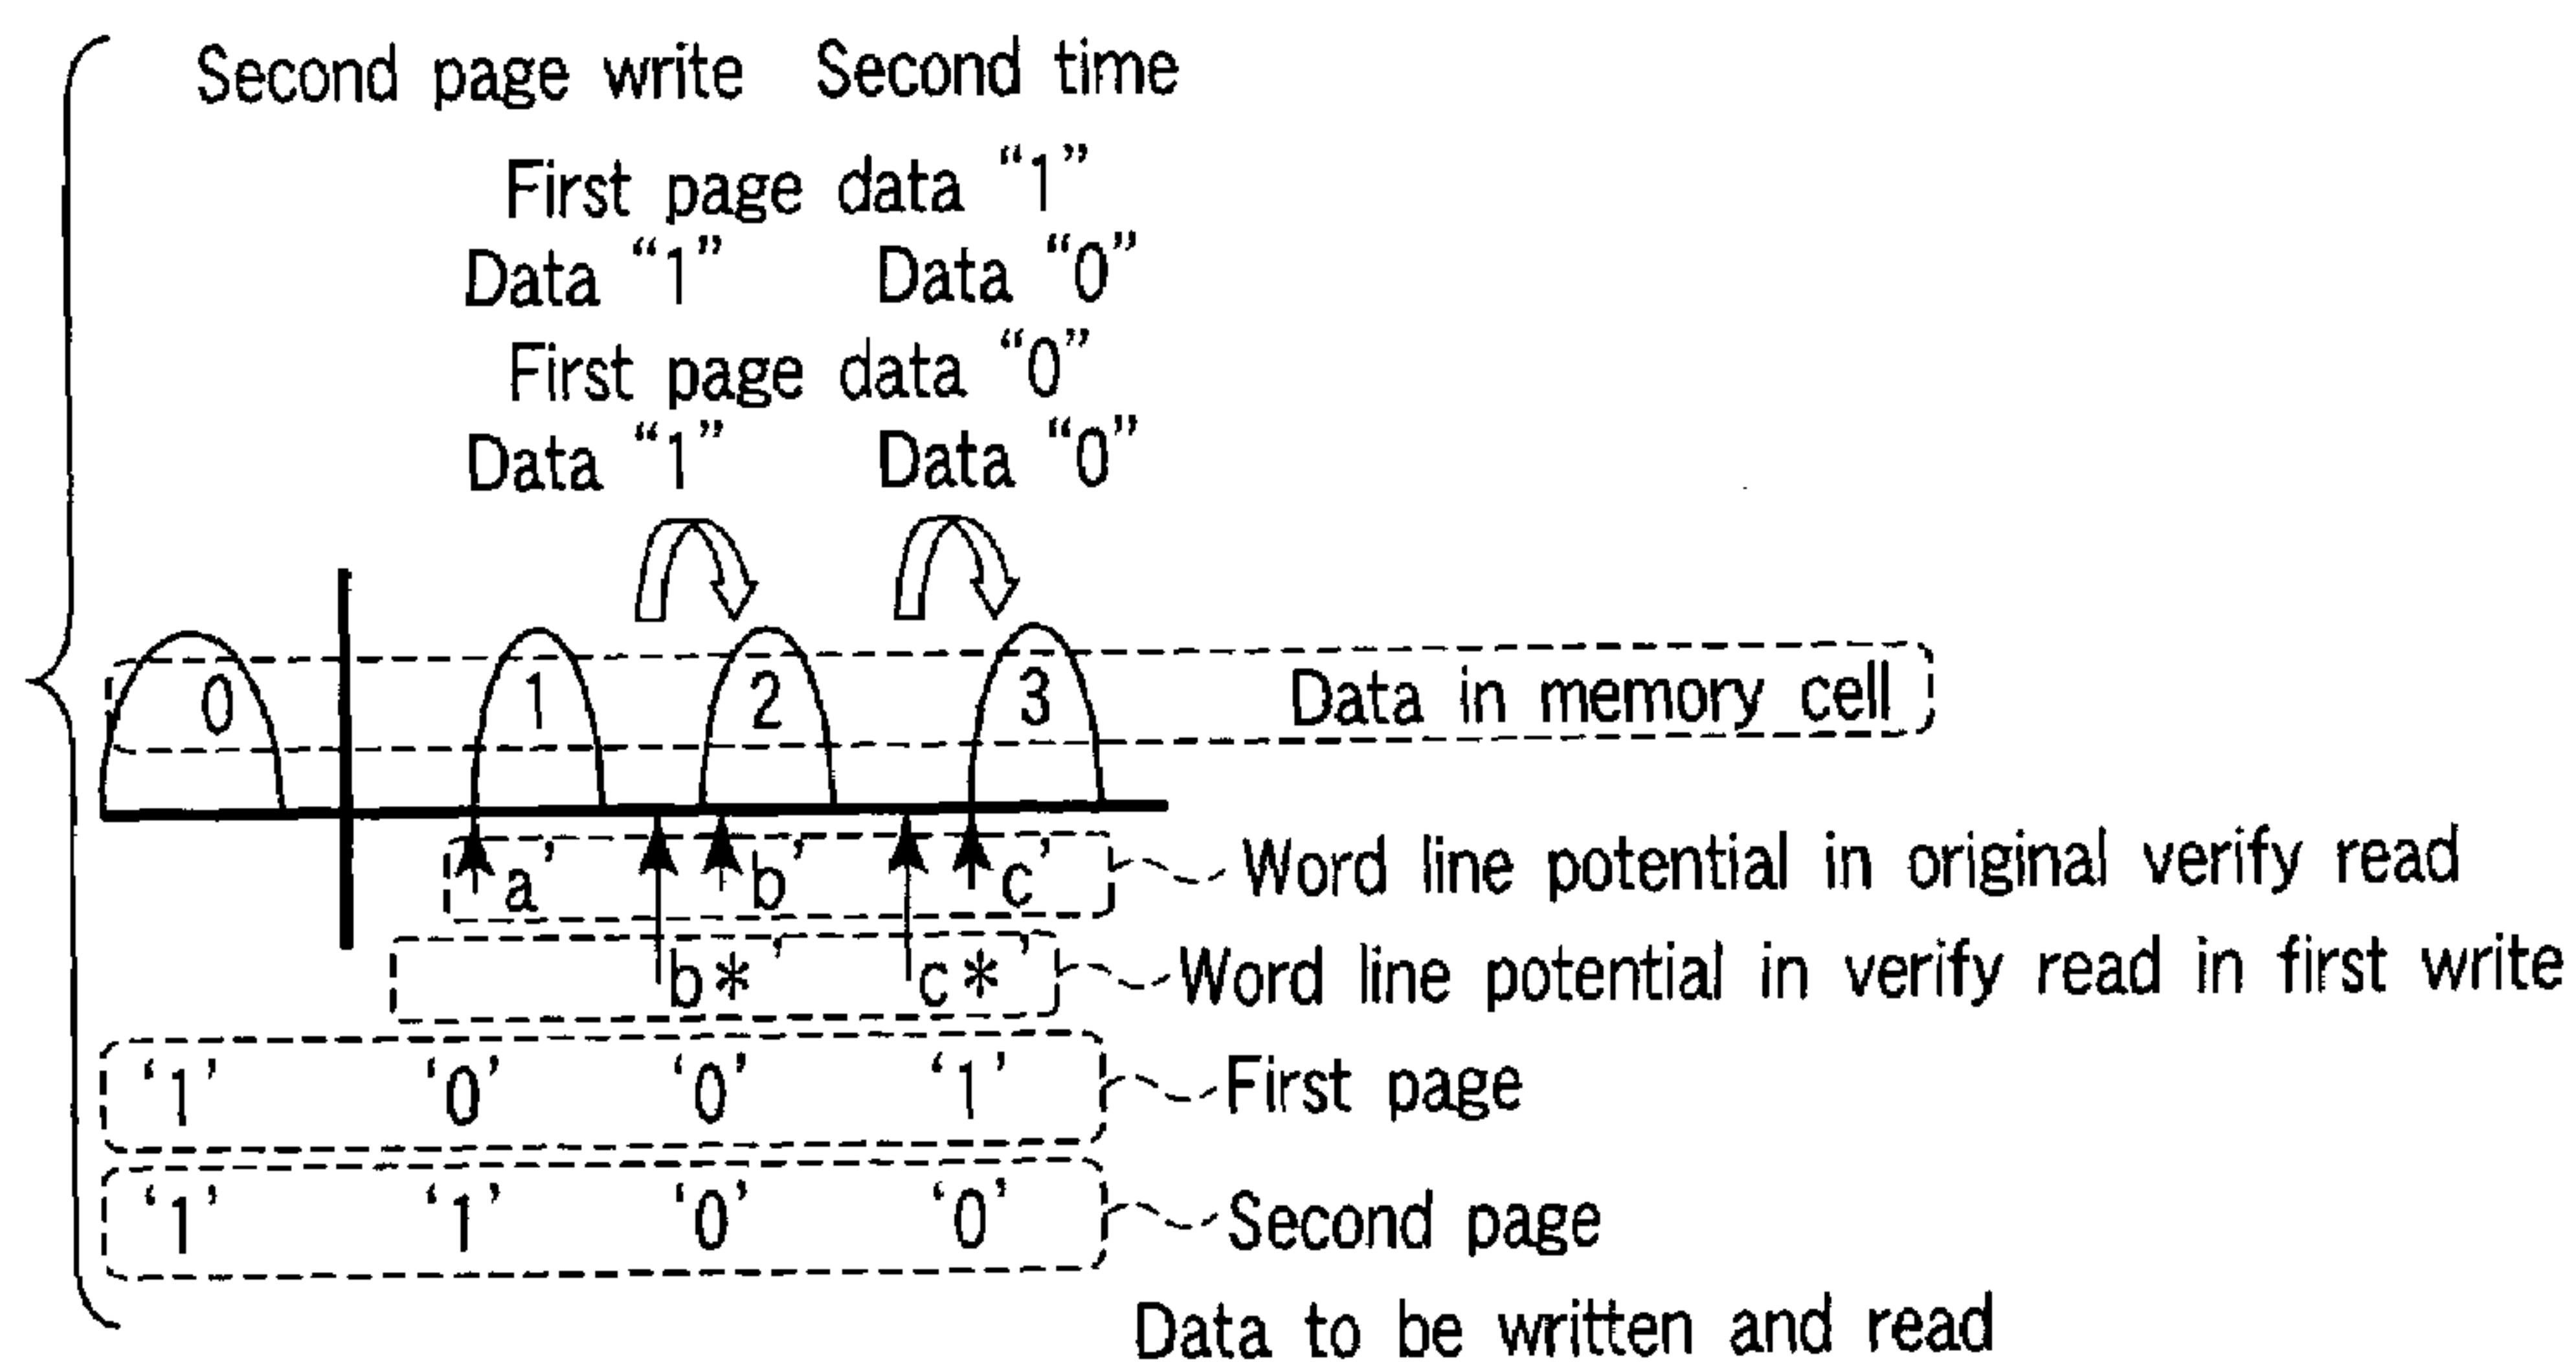 Second page write Second time
First page data “1”
Data “1” Data “0”
First page data “0”
Data “1” Data “0”
0 1 2 3 Data in memory cell
a’ b’ c’ Word line potential in original verify read
b*’ c*’ Word line potential in verify read in first write
‘1’ ‘0’ ‘0’ ‘1’ First page
‘1’ ‘1’ ‘0’ ‘0’ Second page
Data to be written and read